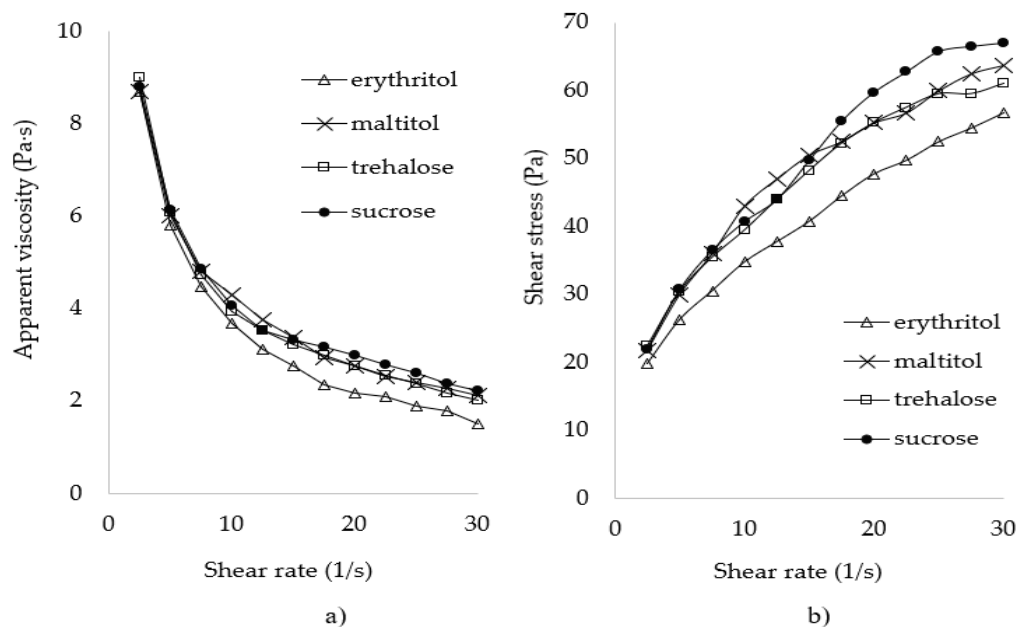 10
8
6
4
2
0
Apparent viscosity (Pa·s)
erythritol
maltitol
trehalose
sucrose
0
10
20
30
Shear rate (1/s)
a)
70
60
50
40
30
20
10
0
Shear stress (Pa)
erythritol
maltitol
trehalose
sucrose
0
10
20
30
Shear rate (1/s)
b)